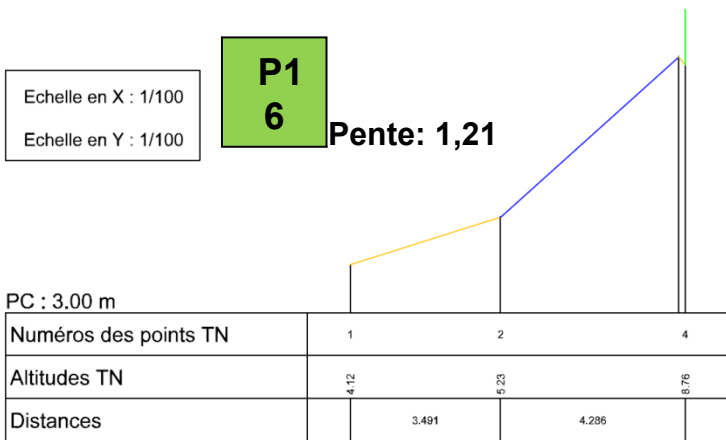 Echelle en X : 1/100
Echelle en Y : 1/100
P1
6
Pente: 1,21
PC : 3.00 m
Numéros des points TN 1 2 4
Altitudes TN 4.12 5.23 8.76
Distances 3.491 4.286